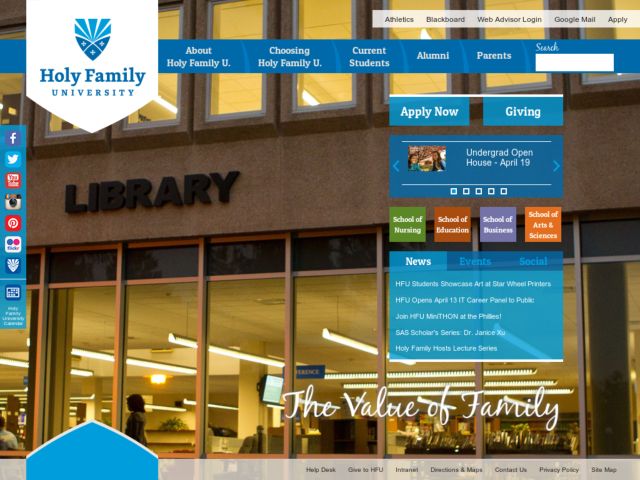 Athletics
Blackboard
Web Advisor Login
Google Mail
Apply
Holy Family
UNIVERSITY
About
Holy Family U.
Choosing
Holy Family U.
Current
Students
Alumni
Parents
Search
Apply Now
Giving
Undergrad Open
House - April 19
LIBRARY
School of
Nursing
School of
Education
School of
Business
School of
Arts &
Sciences
News
Events
Social
HFU Students Showcase Art at Star Wheel Printers
HFU Opens April 13 IT Career Panel to Public
Join HFU MiniTHON at the Phillies!
SAS Scholar's Series: Dr. Janice Xu
Holy Family Hosts Lecture Series
You Tube
flickr
Holy
Family
University
Calendar
The Value of Family
Help Desk
Give to HFU
Intranet
Directions & Maps
Contact Us
Privacy Policy
Site Map